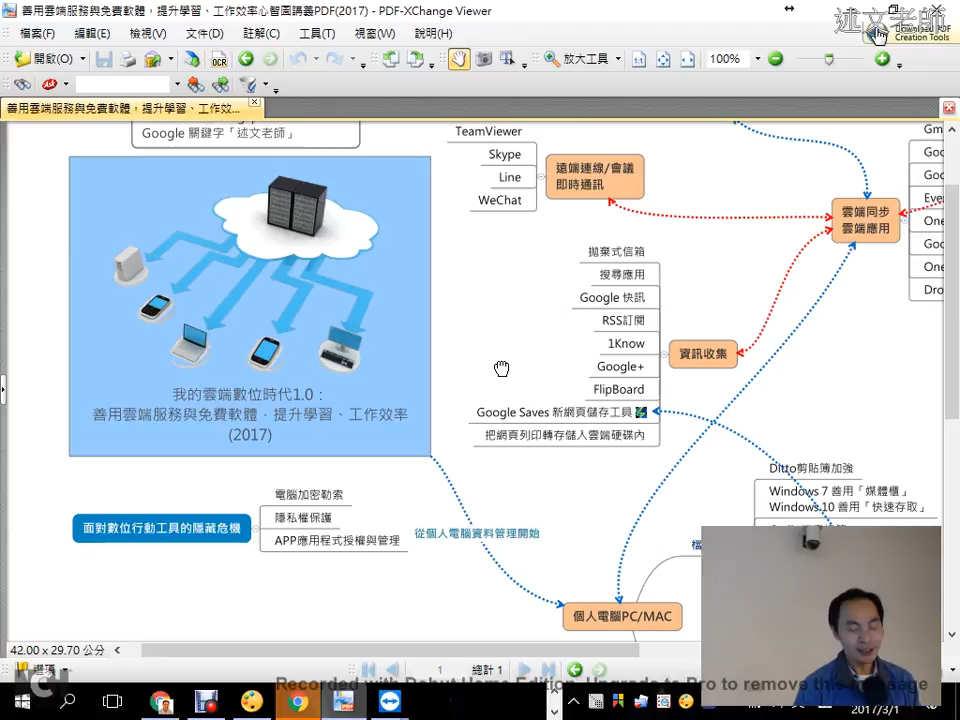 善用雲端服務與免費軟體，提升學習、工作效率心智圖講義PDF(2017) - PDF-XChange Viewer
述文老師
檔案(F) 編輯(E) 檢視(V) 文件(D) 註解(C) 工具(T) 視窗(W) 說明(H)
Download PDF
Creation Tools
開啟(O)
OCR
放大工具
100%
善用雲端服務與免費軟體，提升學習、工作效...
Google 關鍵字「述文老師」
TeamViewer
Skype
Line
WeChat
遠端連線/會議
即時通訊
雲端同步
雲端應用
Gm
Goo
Goo
Eve
One
Goo
One
Dro
拋棄式信箱
搜尋應用
Google 快訊
RSS訂閱
1Know
Google+
FlipBoard
Google Saves 新網頁儲存工具
把網頁列印轉存儲入雲端硬碟內
資訊收集
我的雲端數位時代1.0：
善用雲端服務與免費軟體．提升學習、工作效率
(2017)
面對數位行動工具的隱藏危機
電腦加密勒索
隱私權保護
APP應用程式授權與管理
從個人電腦資料管理開始
Ditto剪貼簿加強
Windows 7 善用「媒體櫃」
Windows 10 善用「快速存取」
檔
個人電腦PC/MAC
42.00 x 29.70 公分
選項
1
總計 1
Recorded with Debut Home Edition. Upgrade to Pro to remove this message
2017/3/1